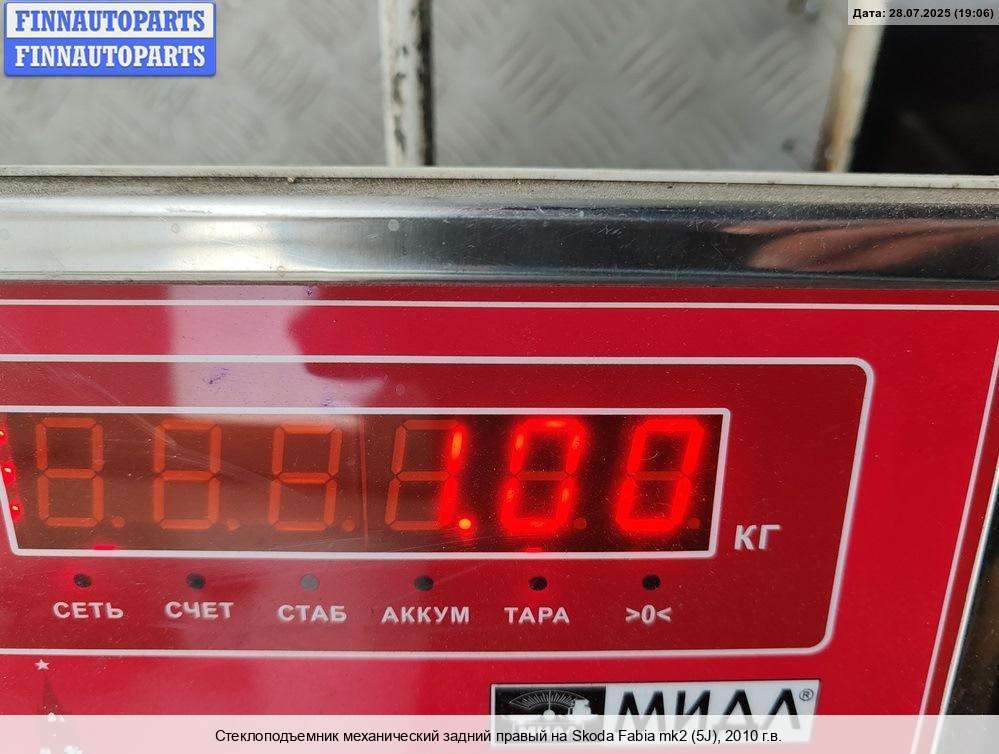 FINNAUTOPARTS
FINNAUTOPARTS
Дата: 28.07.2025 (19:06)
1.00
КГ
СЕТЬ СЧЕТ СТАБ АККУМ ТАРА >0<
МИДЛ®
Стеклоподъемник механический задний правый на Skoda Fabia mk2 (5J), 2010 г.в.